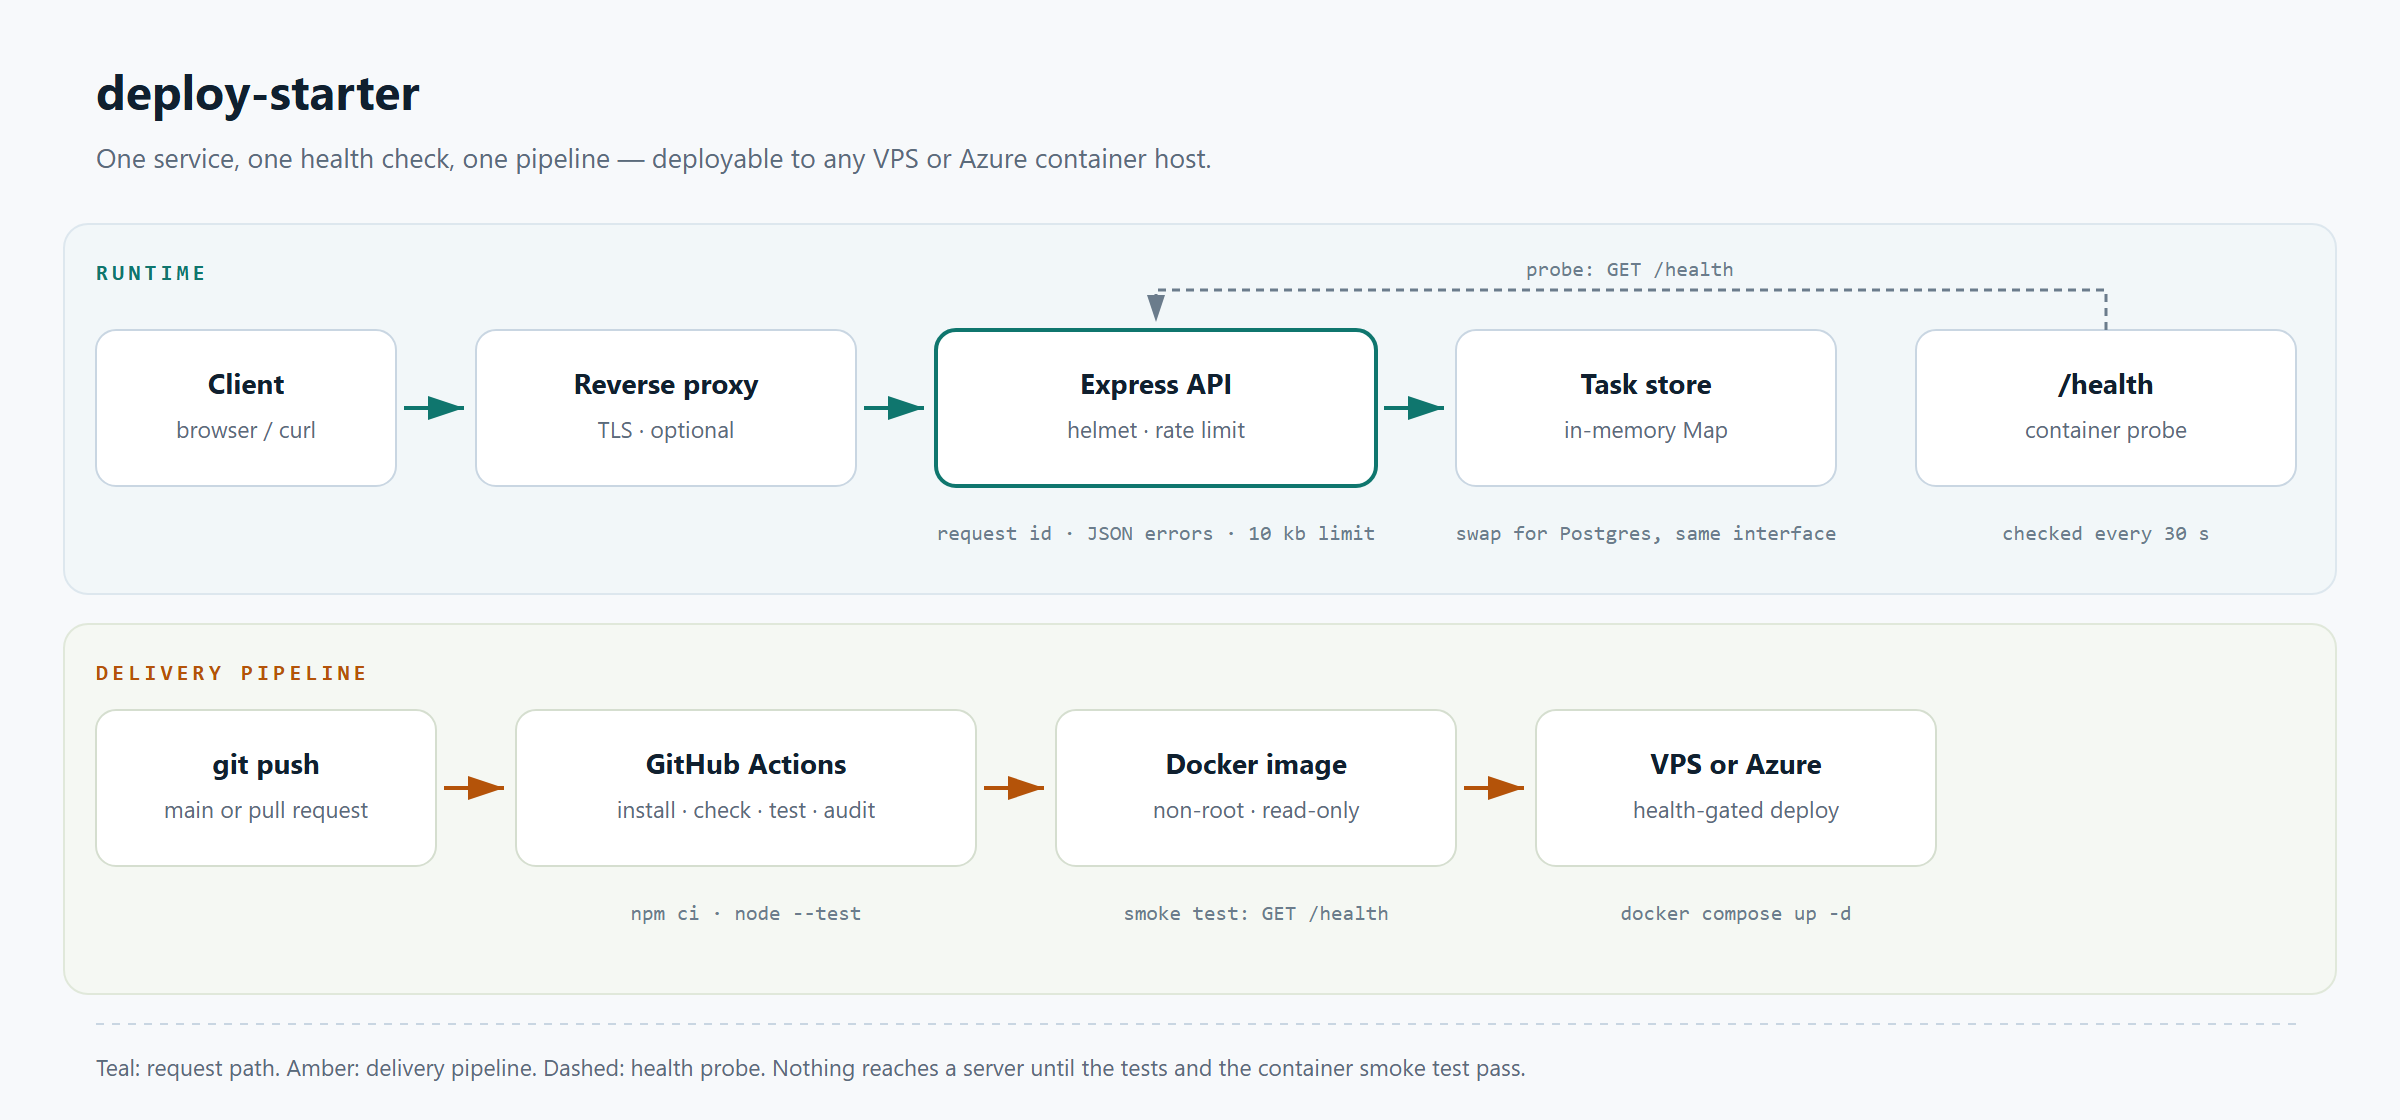 deploy-starter
One service, one health check, one pipeline — deployable to any VPS or Azure container host.
RUNTIME
probe: GET /health
Client
browser / curl
Reverse proxy
TLS · optional
Express API
helmet · rate limit
request id · JSON errors · 10 kb limit
Task store
in-memory Map
swap for Postgres, same interface
/health
container probe
checked every 30 s
DELIVERY PIPELINE
git push
main or pull request
GitHub Actions
install · check · test · audit
npm ci · node --test
Docker image
non-root · read-only
smoke test: GET /health
VPS or Azure
health-gated deploy
docker compose up -d
Teal: request path. Amber: delivery pipeline. Dashed: health probe. Nothing reaches a server until the tests and the container smoke test pass.